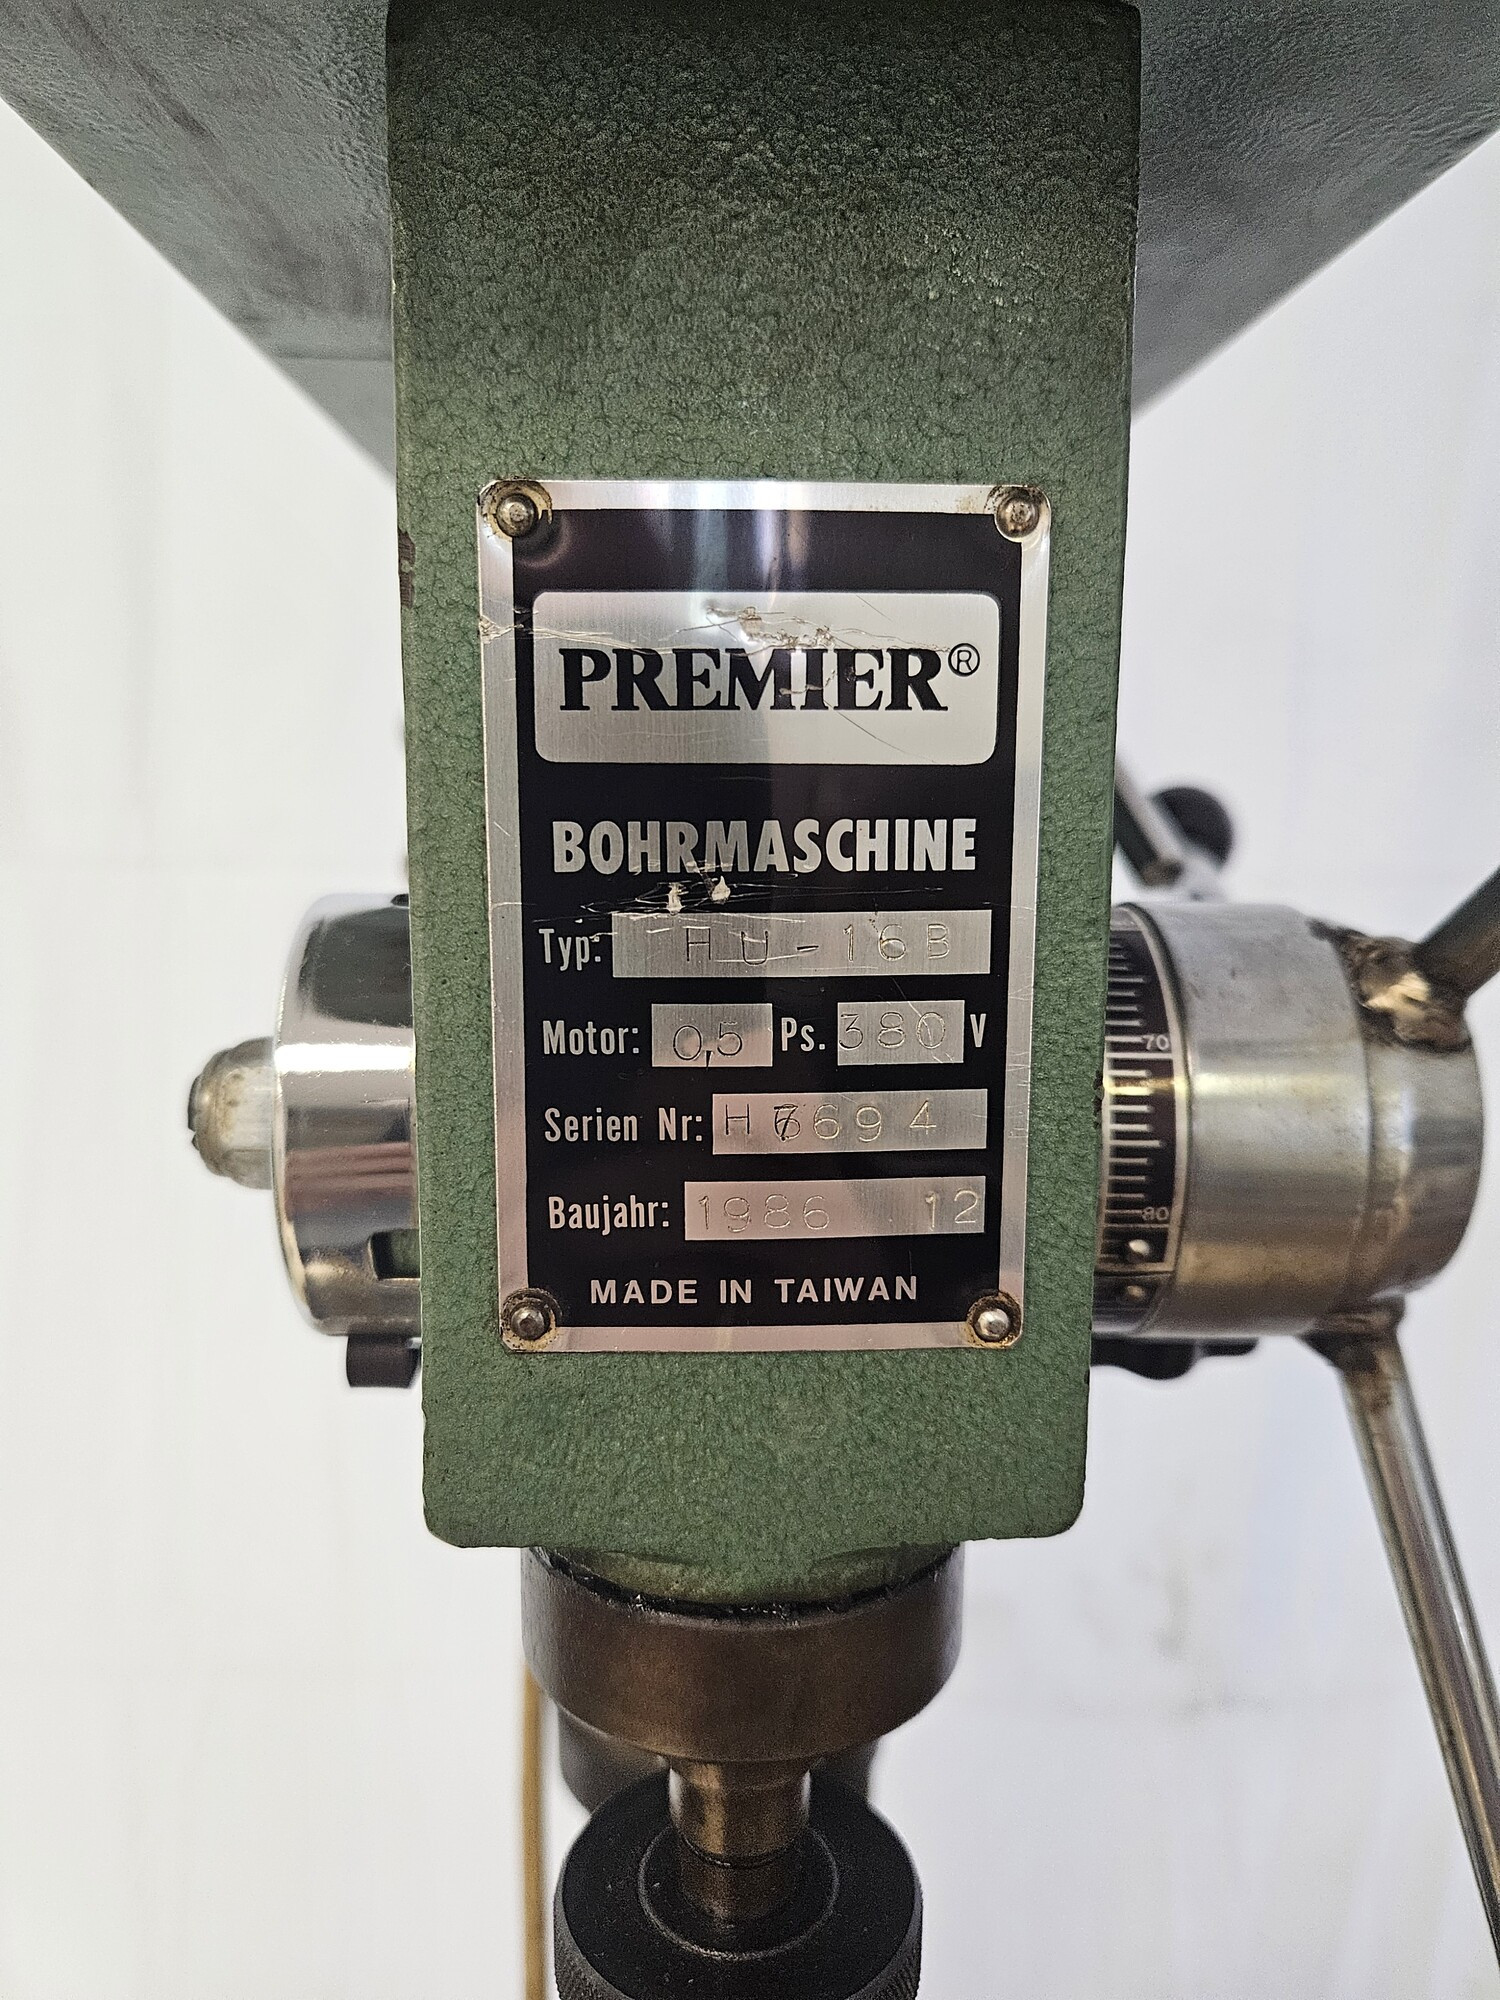 PREMIER®
BOHRMASCHINE
Typ: HU-16B
Motor: 0,5 Ps. 380 V
Serien Nr:
Baujahr: 1986 12
MADE IN TAIWAN
70
80